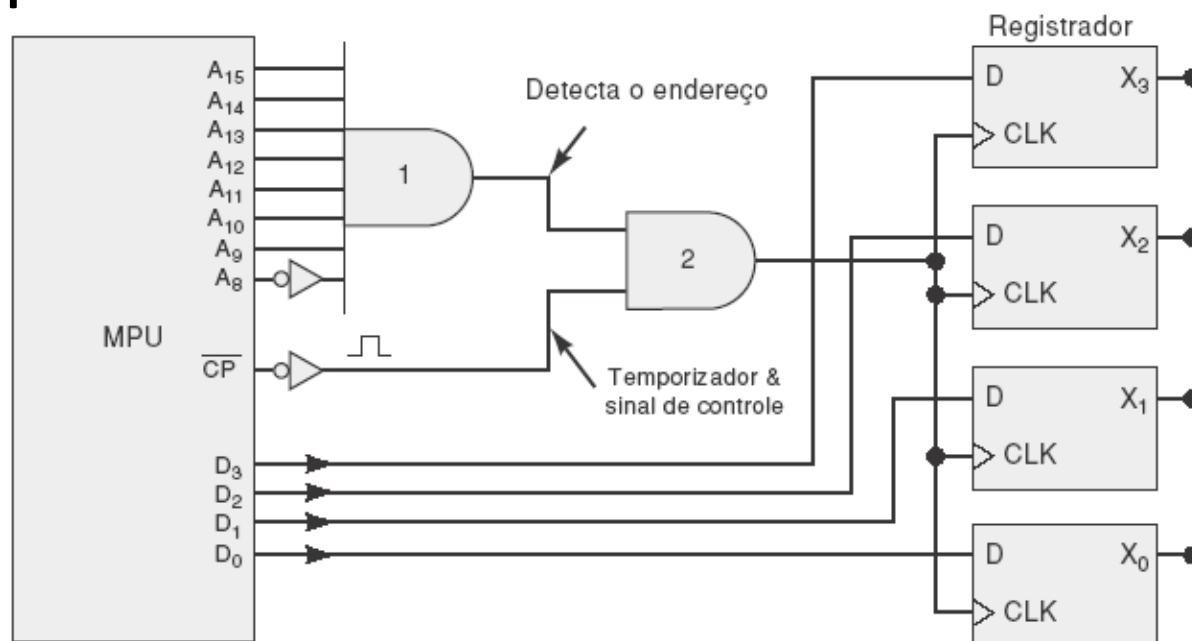 Registrador
A15
A14
A13
A12
A11
A10
A9
A8
1
Detecta o endereço
2
MPU
CP
Temporizador &
sinal de controle
D3
D2
D1
D0
D X3
CLK
D X2
CLK
D X1
CLK
D X0
CLK